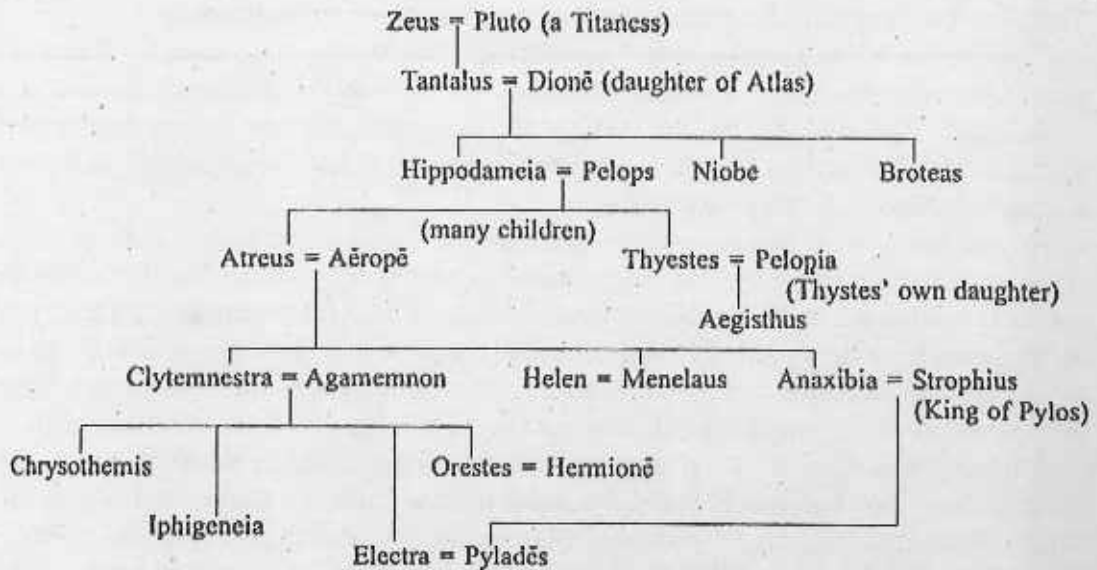 Zeus = Pluto (a Titaness)
Tantalus = Dionē (daughter of Atlas)
Hippodameia = Pelops Niobe Broteas
(many children)
Atreus = Aëropē Thyestes = Pelopia
(Thystes' own daughter)
Aegisthus
Clytemnestra = Agamemnon Helen = Menelaus Anaxibia = Strophius
(King of Pylos)
Chrysothemis Orestes = Hermionē
Iphigeneia
Electra = Pyladēs